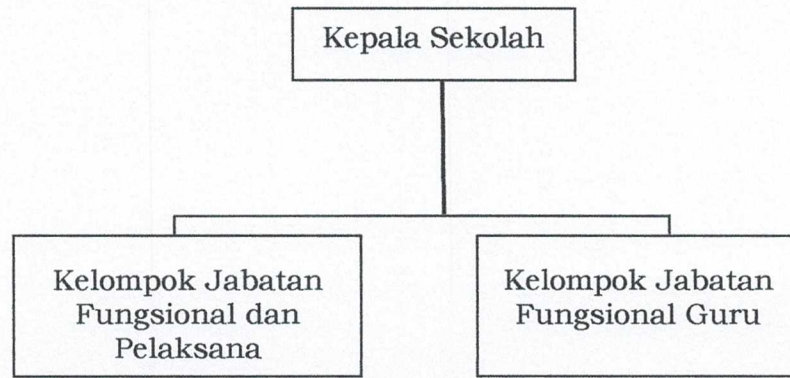 Kepala Sekolah
Kelompok Jabatan
Fungsional dan
Pelaksana
Kelompok Jabatan
Fungsional Guru